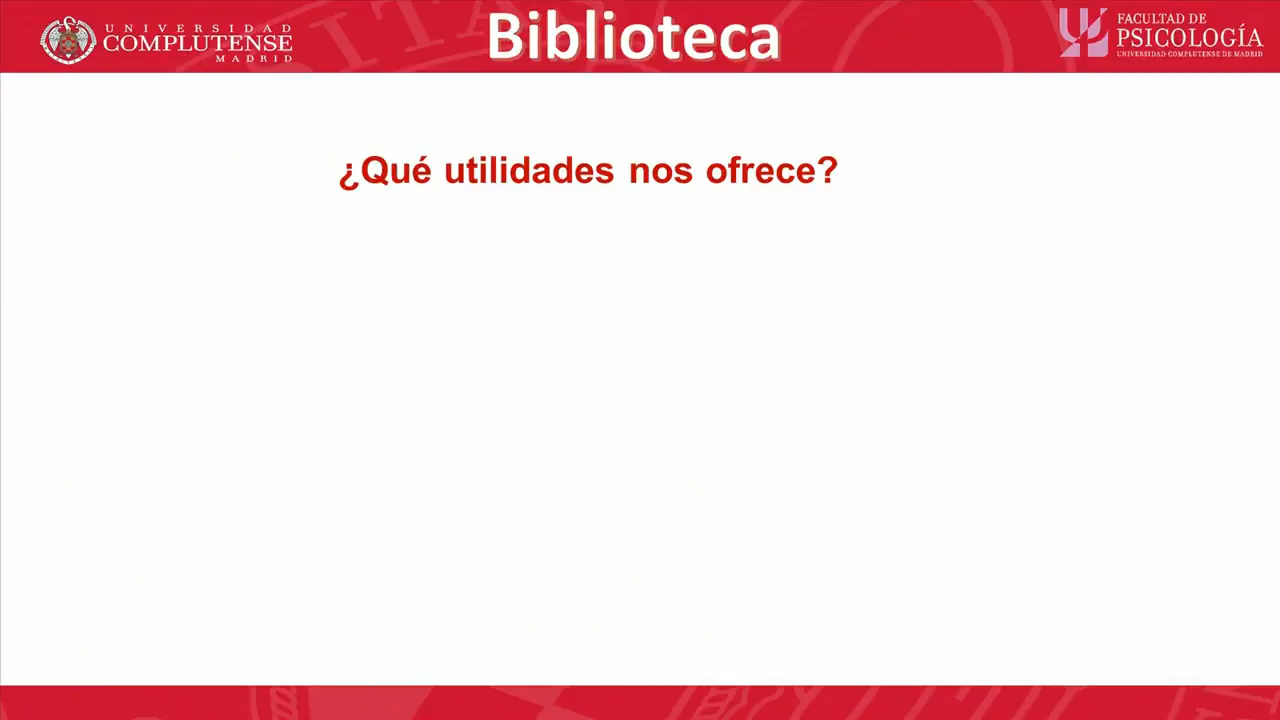 UNIVERSIDAD
COMPLUTENSE
MADRID
Biblioteca
FACULTAD DE
PSICOLOGÍA
UNIVERSIDAD COMPLUTENSE DE MADRID
¿Qué utilidades nos ofrece?